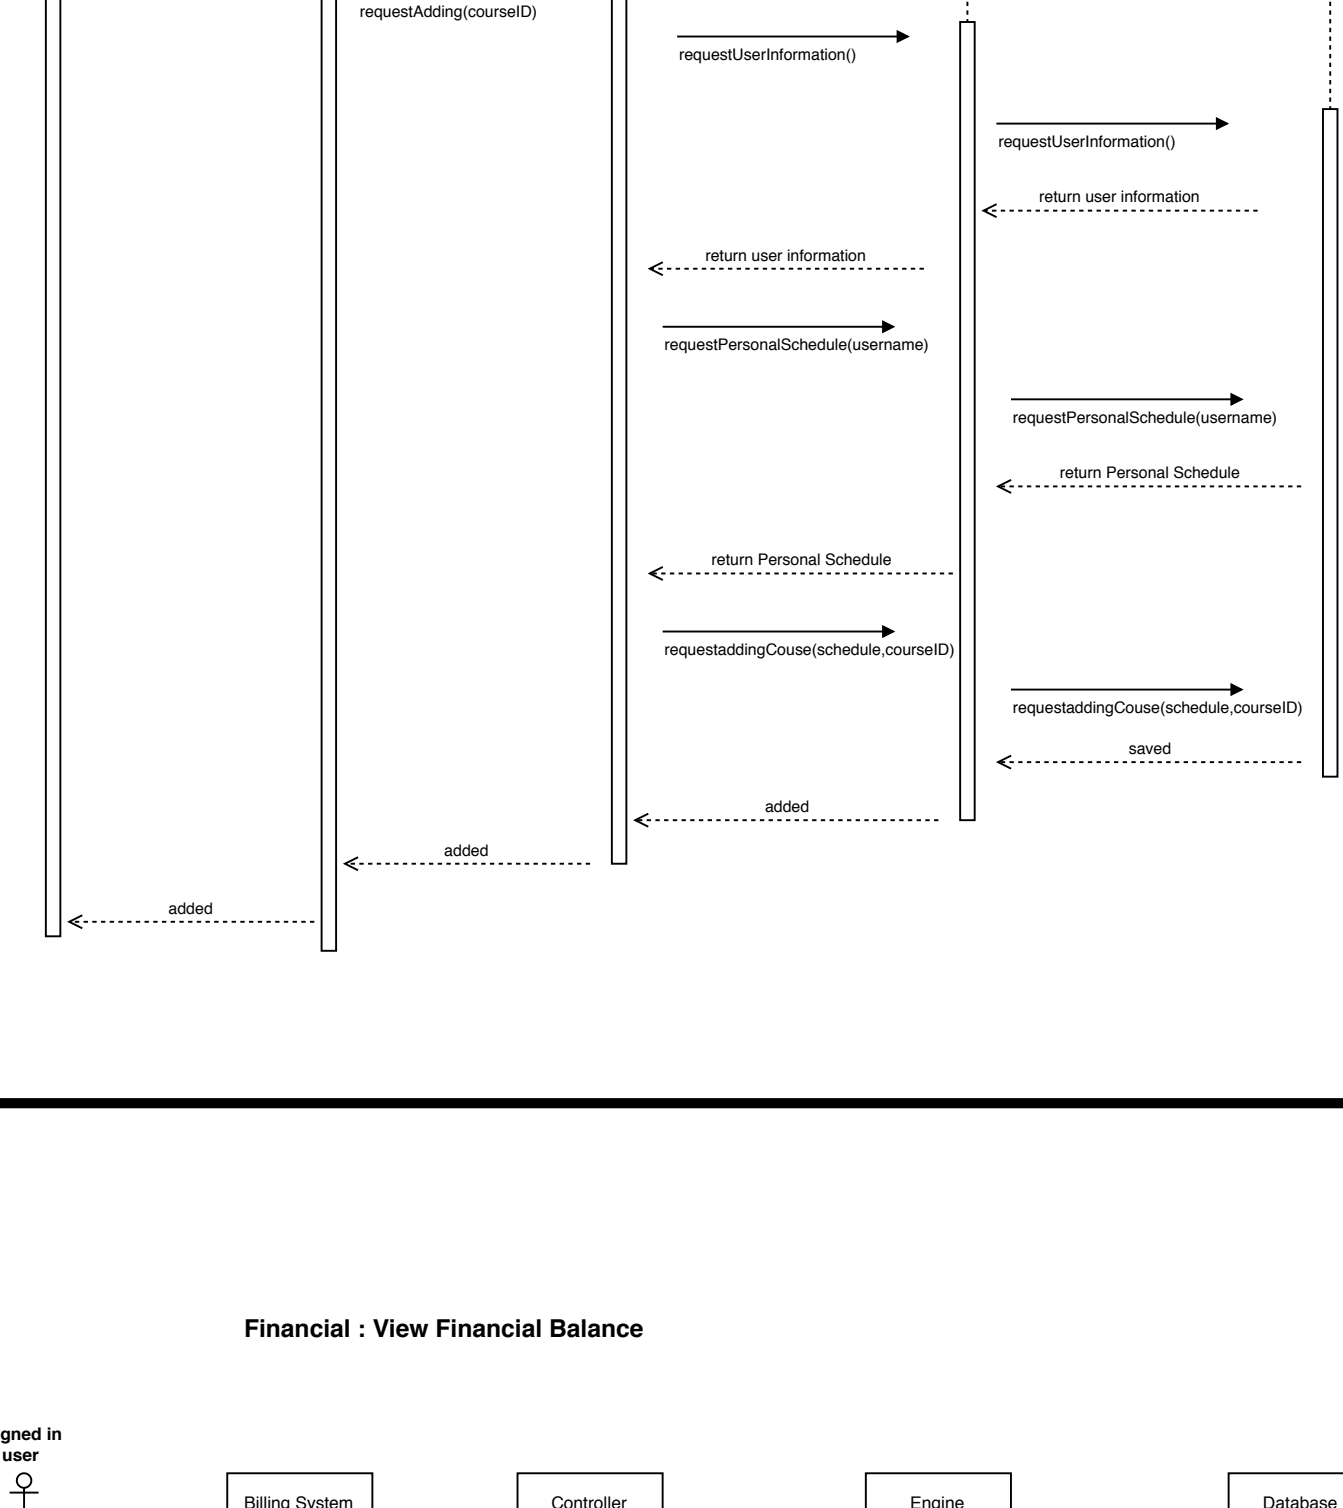 requestAdding(courseID)
requestUserInformation()
requestUserInformation()
return user information
return user information
requestPersonalSchedule(username)
requestPersonalSchedule(username)
return Personal Schedule
return Personal Schedule
requestaddingCouse(schedule,courseID)
requestaddingCouse(schedule,courseID)
saved
added
added
added
Financial : View Financial Balance
gned in
user
Billing System
Controller
Engine
Database